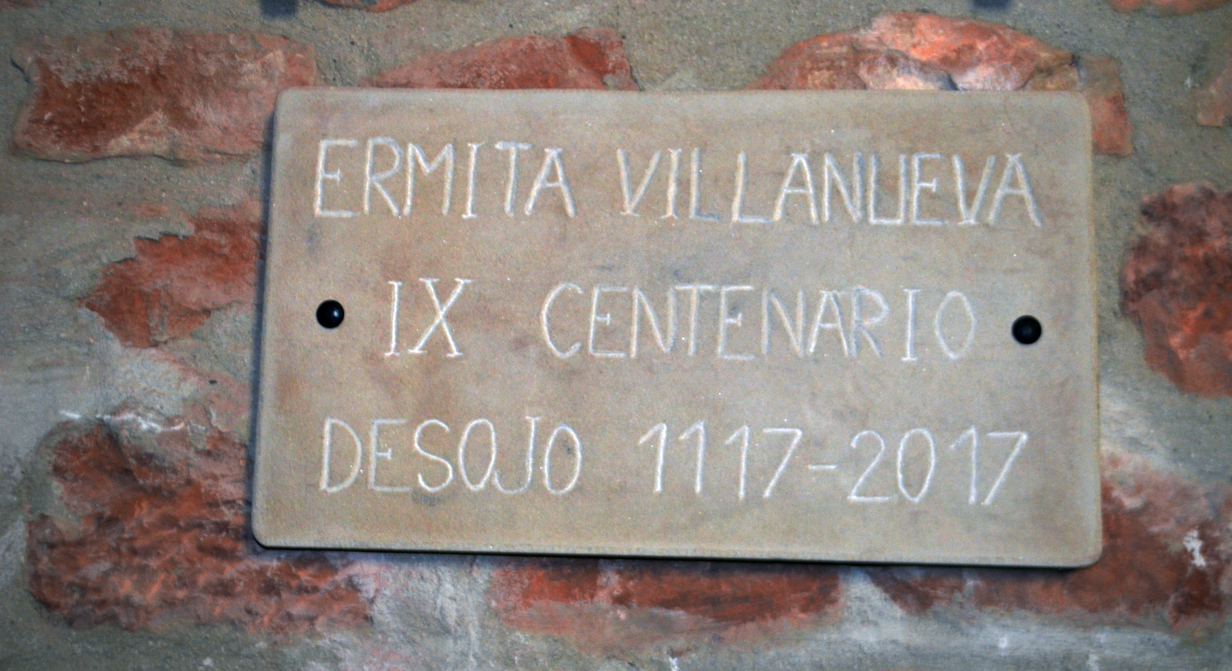 ERMITA VILLANUEVA
IX CENTENARIO
DESOJO 1117-2017